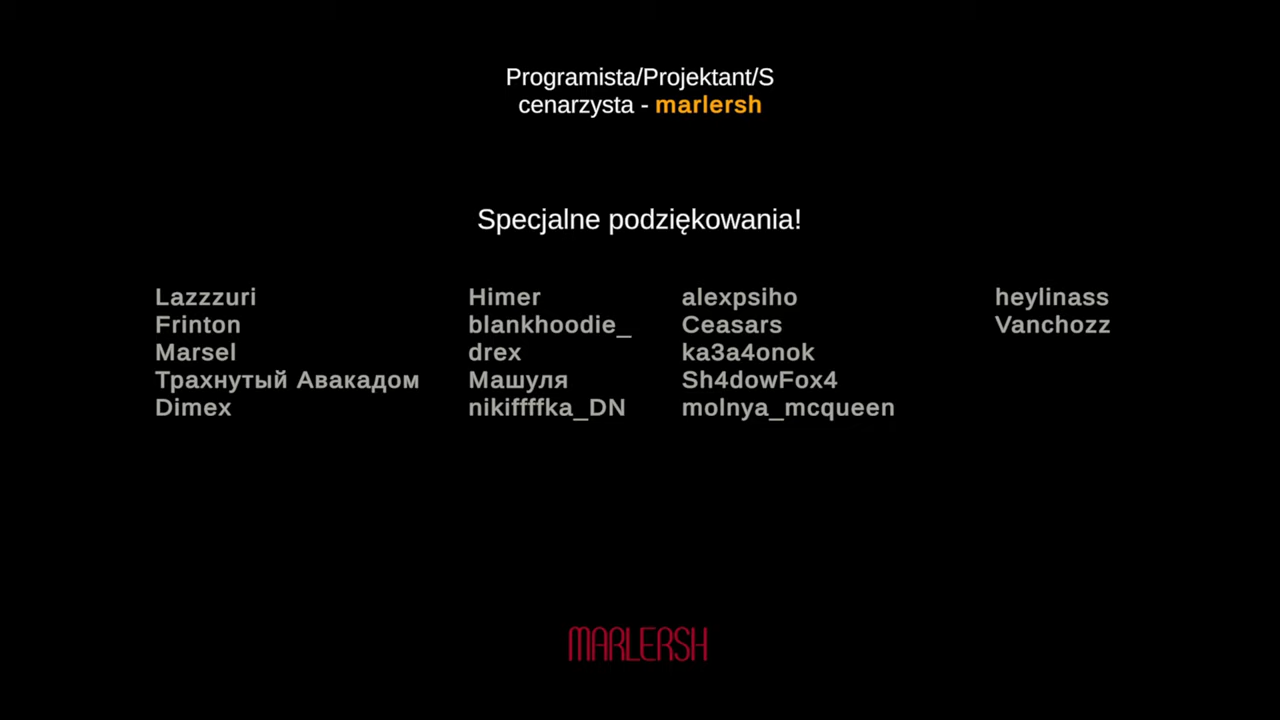 Programista/Projektant/S
cenarzysta - marlersh
Specjalne podziękowania!
Lazzzuri
Frinton
Marsel
Трахнутый Авакадом
Dimex
Himer
blankhoodie_
drex
Машуля
nikiffffka_DN
alexpsiho
Ceasars
ka3a4onok
Sh4dowFox4
molnya_mcqueen
heylinass
Vanchozz
MARLERSH